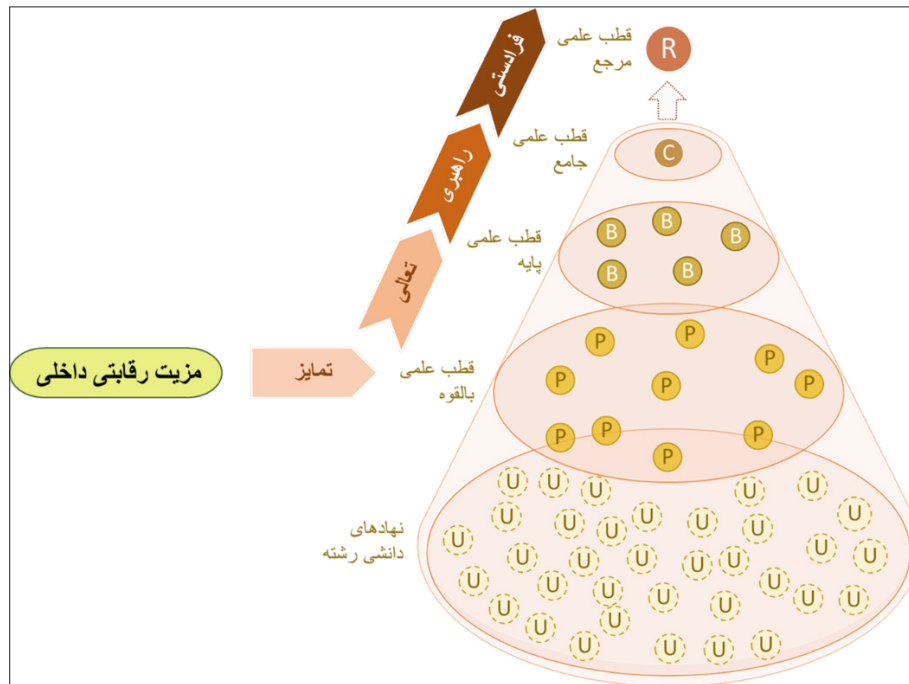 قطب علمی
مرجع
R
فرادستی
قطب علمی
جامع
C
راهبری
قطب علمی
پایه
B B B
B B
تعالی
مزیت رقابتی داخلی
تمایز
قطب علمی
بالقوه
P P P
P P P
P P P P
نهادهای
دانشی رشته
U U U U U
U U U U U U U
U U U U U U U
U U U U U U U U
U U U U U
U U U U